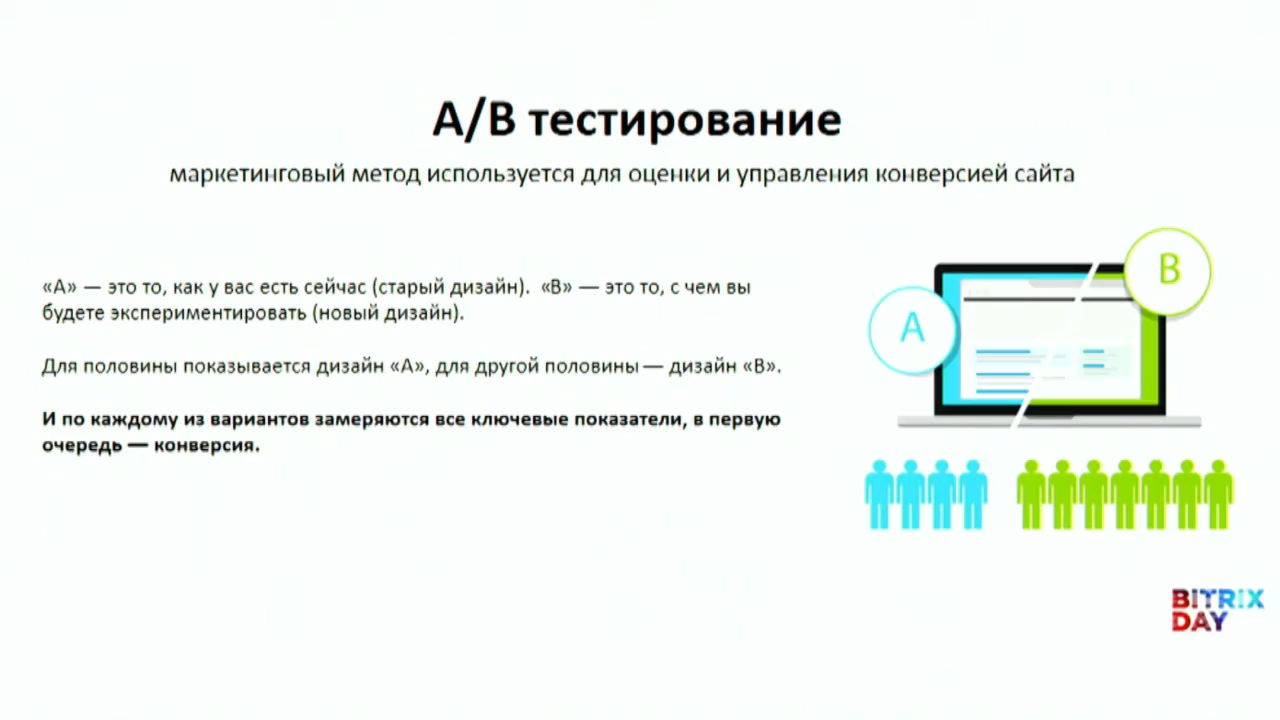 А/В тестирование
маркетинговый метод используется для оценки и управления конверсией сайта
«А» — это то, как у вас есть сейчас (старый дизайн). «В» — это то, с чем вы
будете экспериментировать (новый дизайн).
Для половины показывается дизайн «А», для другой половины — дизайн «В».
И по каждому из вариантов замеряются все ключевые показатели, в первую
очередь — конверсия.
A
B
BITRIX
DAY